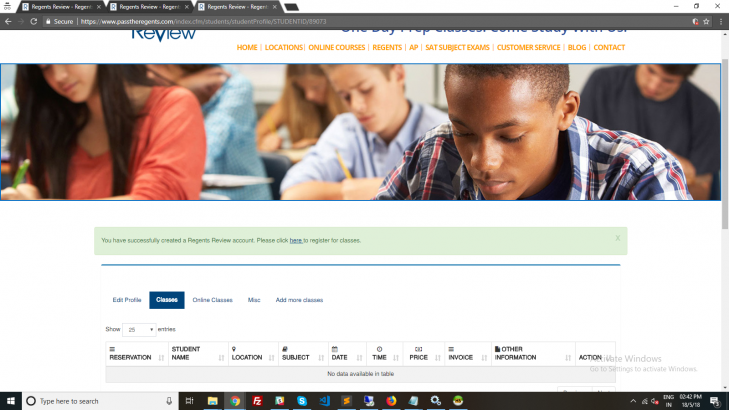 Regents Review - Regent
Regents Review - Regent
Regents Review - Regent
Secure | https://www.passtheregents.com/index.cfm/students/studentProfile/STUDENTID/89073
Review
One Day Prep Classes. Come Study With Us!
HOME | LOCATIONS | ONLINE COURSES | REGENTS | AP | SAT SUBJECT EXAMS | CUSTOMER SERVICE | BLOG | CONTACT
You have successfully created a Regents Review account. Please click here to register for classes.
X
Edit Profile Classes Online Classes Misc Add more classes
Show 25 entries
RESERVATION STUDENT NAME LOCATION SUBJECT DATE TIME PRICE INVOICE OTHER INFORMATION ACTION
No data available in table
Activate Windows
Go to Settings to activate Windows.
Type here to search
ENG
IN
02:42 PM
18/5/18